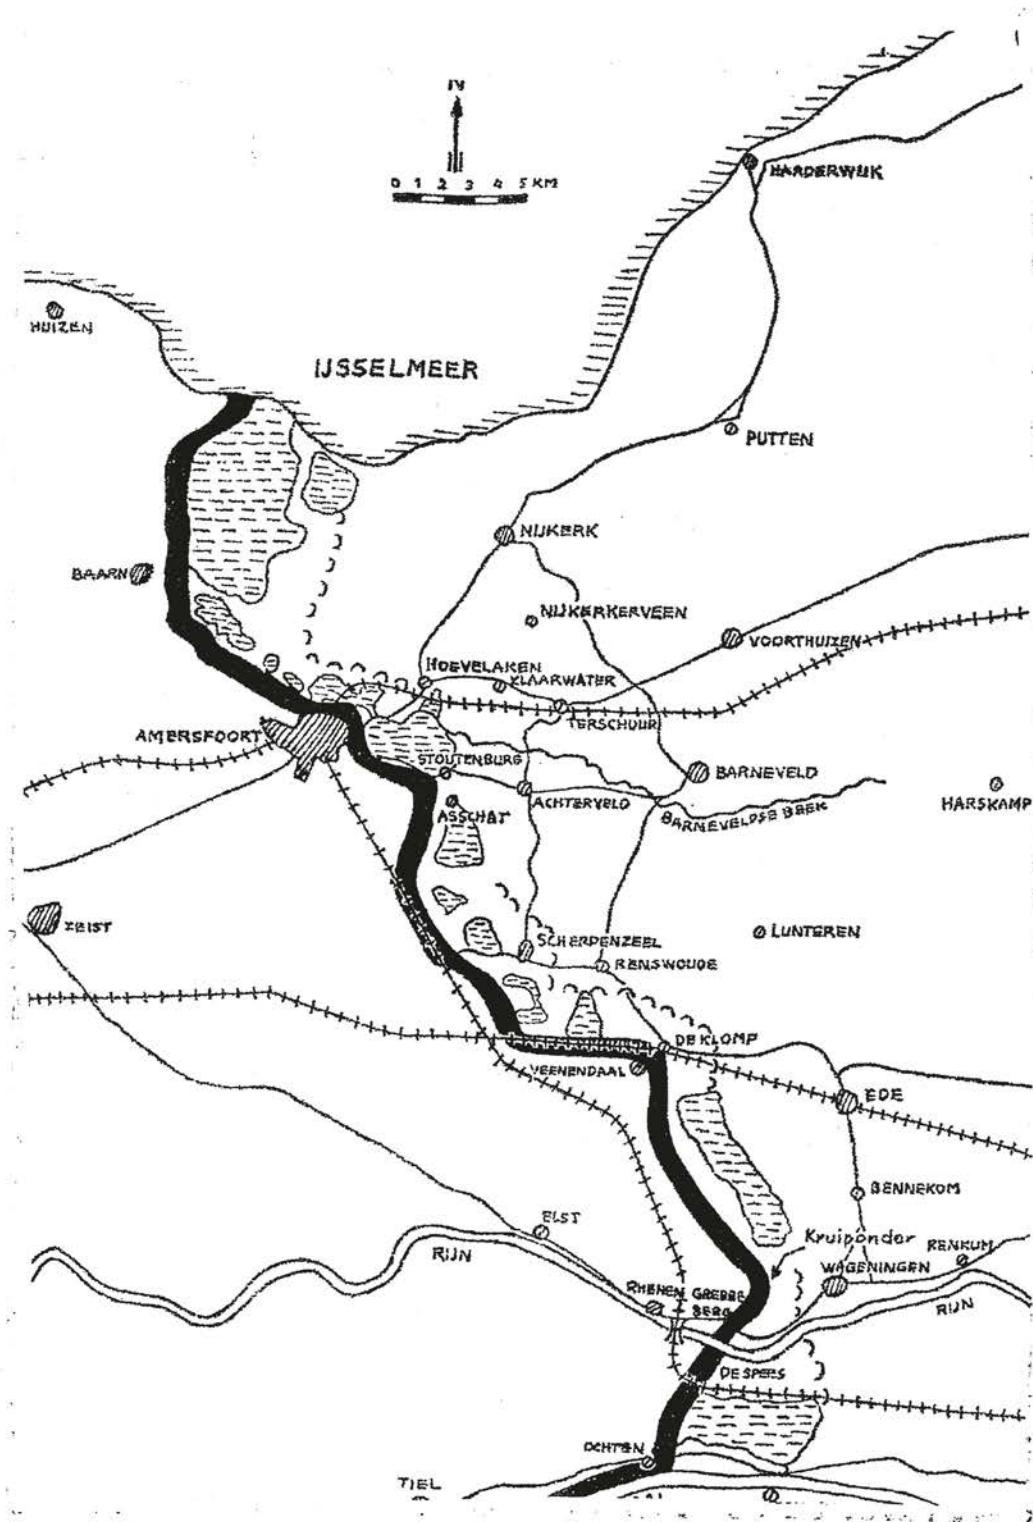 N
0 1 2 3 4 5 KM
HARDERWIJK
HUIZEN
IJSSELMEER
PUTTEN
NIJKERK
BAARN
NIJKERKERVEEN
VOORTHUIZEN
HOEVELAKEN
KLAARWATER
TERSCHUUR
AMERSFOORT
STOUTENBURG
BARNEVELD
ACHTERVELD
HARSKAMP
ASSCHAT
BARNEVELDSE BEEK
ZEIST
LUNTEREN
SCHERPENZEEL
RENSWOUDE
DE KLOMP
VEENENDAAL
EDE
BENNEKOM
ELST
Kruiponder
RENKUM
RIJN
WAGENINGEN
RHENEN
GREBBE
BERG
RIJN
DE SPEES
OCHTEN
TIEL